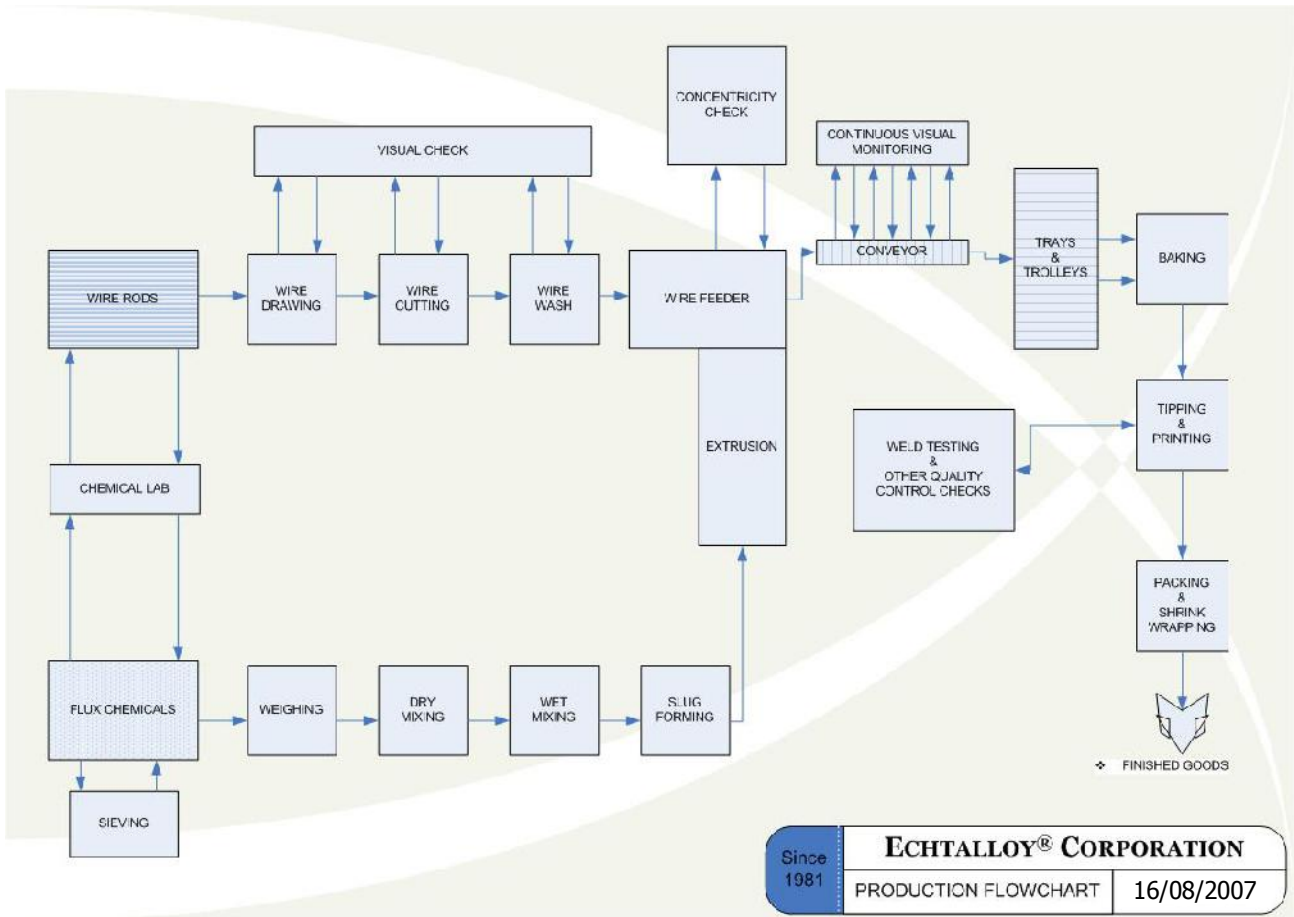 CONCENTRICITY
CHECK
VISUAL CHECK
CONTINUOUS VISUAL
MONITORING
WIRE RODS
WIRE
DRAWING
WIRE
CUTTING
WIRE
WASH
WIRE FEEDER
CONVEYOR
TRAYS
&
TROLLEYS
BAKING
EXTRUSION
WELD TESTING
&
OTHER QUALITY
CONTROL CHECKS
TIPPING
&
PRINTING
CHEMICAL LAB
PACKING
&
SHRINK
WRAPPING
FLUX CHEMICALS
WEIGHING
DRY
MIXING
WET
MIXING
SLUG
FORMING
SIEVING
❖ FINISHED GOODS
Since
1981
ECHTALLOY® CORPORATION
PRODUCTION FLOWCHART
16/08/2007